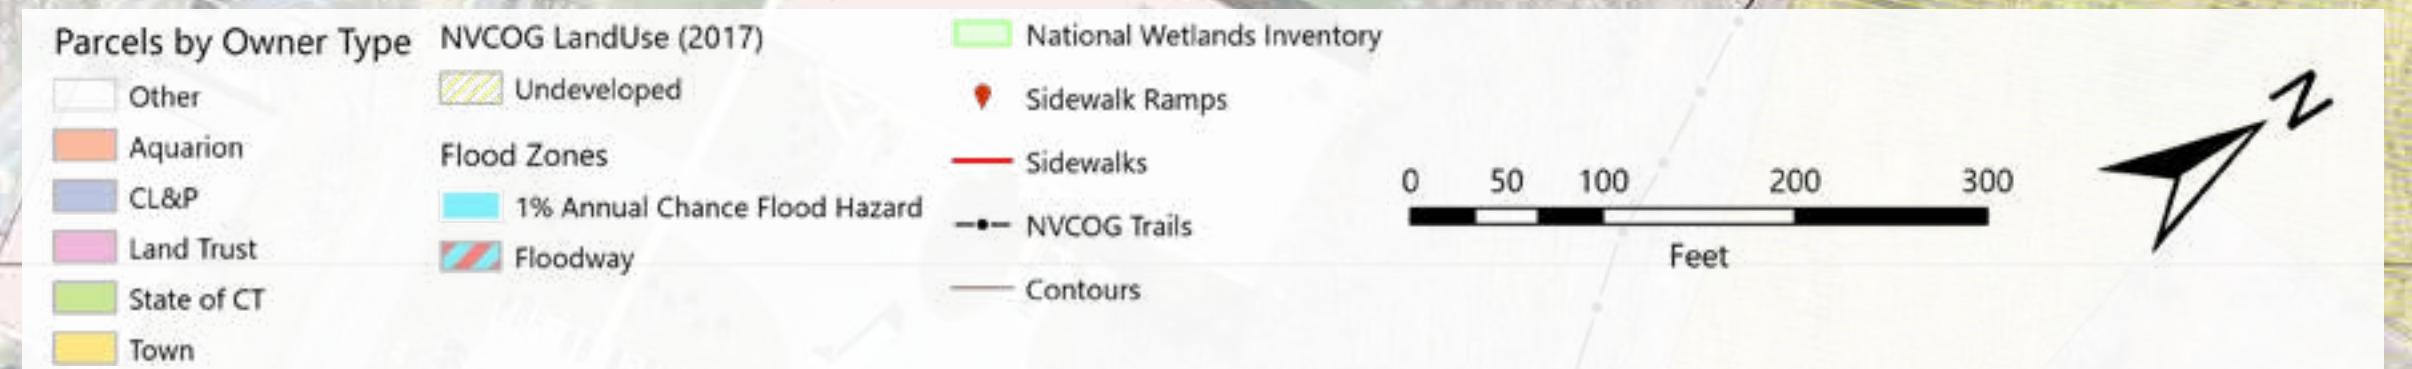 Parcels by Owner Type
Other
Aquarion
CL&P
Land Trust
State of CT
Town
NVCOG LandUse (2017)
Undeveloped
Flood Zones
1% Annual Chance Flood Hazard
Floodway
National Wetlands Inventory
Sidewalk Ramps
Sidewalks
NVCOG Trails
Contours
0 50 100 200 300
Feet
N